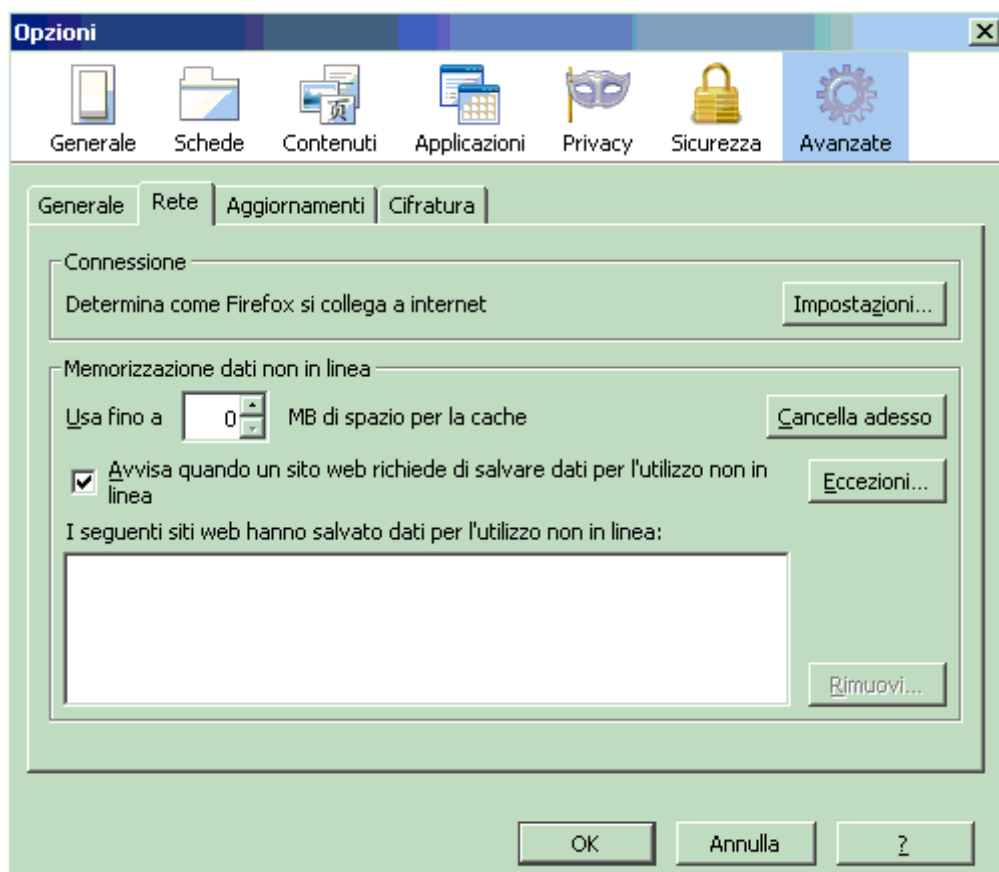 Opzioni
Generale
Schede
页
Contenuti
Applicazioni
Privacy
Sicurezza
Avanzate
Generale
Rete
Aggiornamenti
Cifratura
Connessione
Determina come Firefox si collega a internet
Impostazioni...
Memorizzazione dati non in linea
Usa fino a
0
MB di spazio per la cache
Cancella adesso
Avvisa quando un sito web richiede di salvare dati per l'utilizzo non in
linea
Eccezioni...
I seguenti siti web hanno salvato dati per l'utilizzo non in linea:
Rimuovi...
OK
Annulla
?